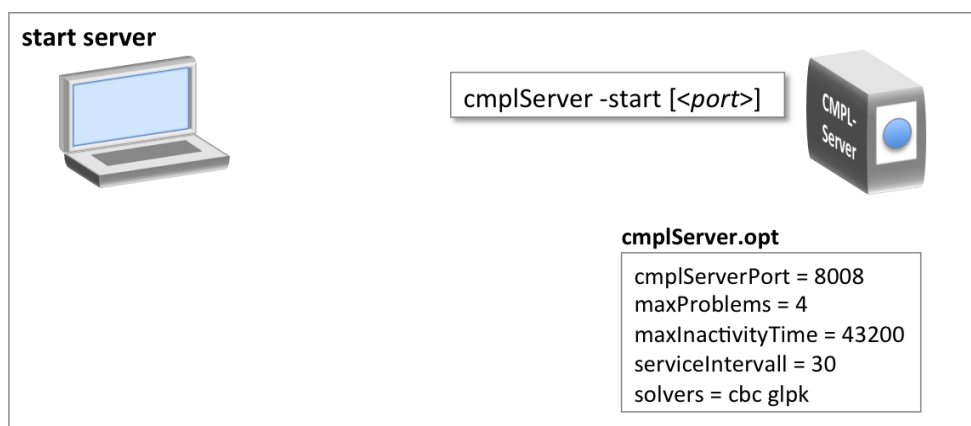 start server
cmplServer -start [<port>]
CMPL-
Server
cmplServer.opt
cmplServerPort = 8008
maxProblems = 4
maxInactivityTime = 43200
serviceIntervall = 30
solvers = cbc glpk